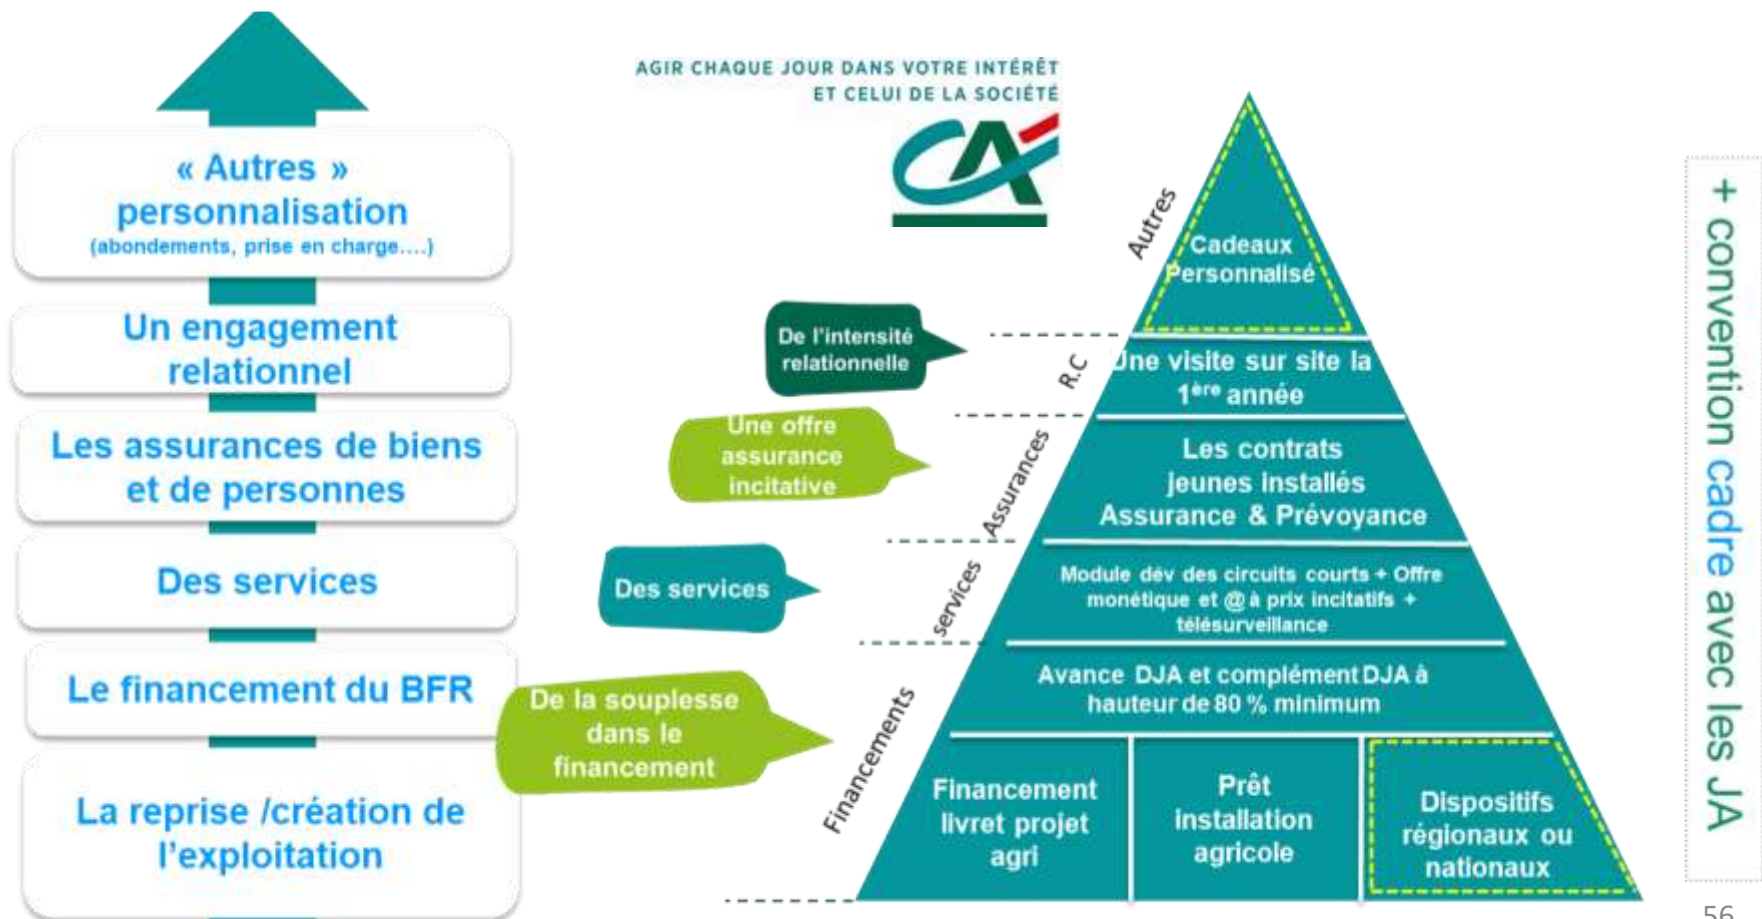 « Autres »
personnalisation
(abondements, prise en charge....)
Un engagement
relationnel
Les assurances de biens
et de personnes
Des services
Le financement du BFR
La reprise /création de
l'exploitation
AGIR CHAQUE JOUR DANS VOTRE INTÉRÊT
ET CELUI DE LA SOCIÉTÉ
CA
De l'intensité
relationnelle
Une offre
assurance
incitative
Des services
De la souplesse
dans le
financement
Autres
R.C
Assurances
services
Financements
Cadeaux
Personnalisé
Une visite sur site la
1ère année
Les contrats
jeunes installés
Assurance & Prévoyance
Module dév des circuits courts + Offre
monétique et @ à prix incitatifs +
télésurveillance
Avance DJA et complément DJA à
hauteur de 80 % minimum
Financement
livret projet
agri
Prêt
installation
agricole
Dispositifs
régionaux ou
nationaux
+ convention cadre avec les JA
56